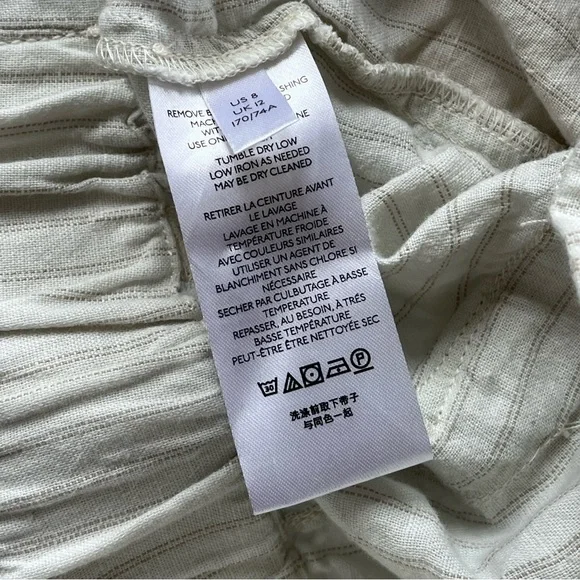 US 8
UK 12
170/74A
REMOVE B SHING
MACH
WIT
USE ON NE
TUMBLE DRY LOW
LOW IRON AS NEEDED
MAY BE DRY CLEANED
RETIRER LA CEINTURE AVANT
LE LAVAGE
LAVAGE EN MACHINE À
TEMPÉRATURE FROIDE
AVEC COULEURS SIMILAIRES
UTILISER UN AGENT DE
BLANCHIMENT SANS CHLORE SI
NÉCESSAIRE
SECHER PAR CULBUTAGE À BASSE
TEMPERATURE
REPASSER, AU BESOIN, À TRÉS
BASSE TEMPÉRATURE
PEUT-ÊTRE ÊTRE NETTOYÉE SEC
30 P
洗涤前取下带子
与同色一起